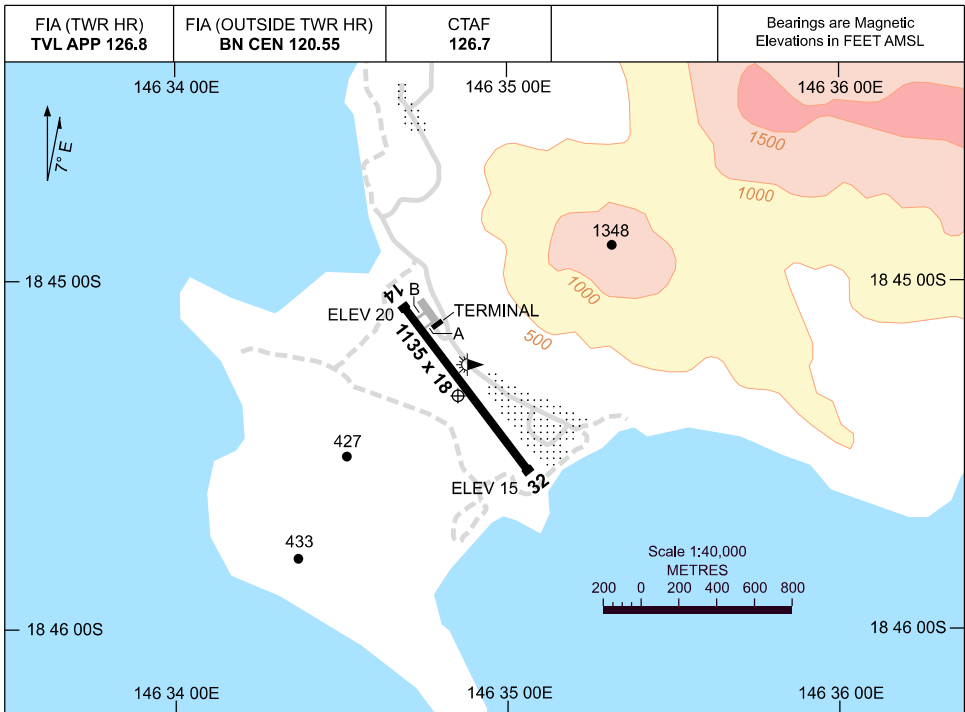 FIA (TWR HR)
TVL APP 126.8
FIA (OUTSIDE TWR HR)
BN CEN 120.55
CTAF
126.7
Bearings are Magnetic
Elevations in FEET AMSL
146 34 00E
146 35 00E
146 36 00E
7° E
1500
1000
1348
18 45 00S
18 45 00S
1000
14
B
TERMINAL
ELEV 20
A
500
1135 x 18
427
ELEV 15
32
433
Scale 1:40,000
METRES
200 0 200 400 600 800
18 46 00S
18 46 00S
146 34 00E
146 35 00E
146 36 00E